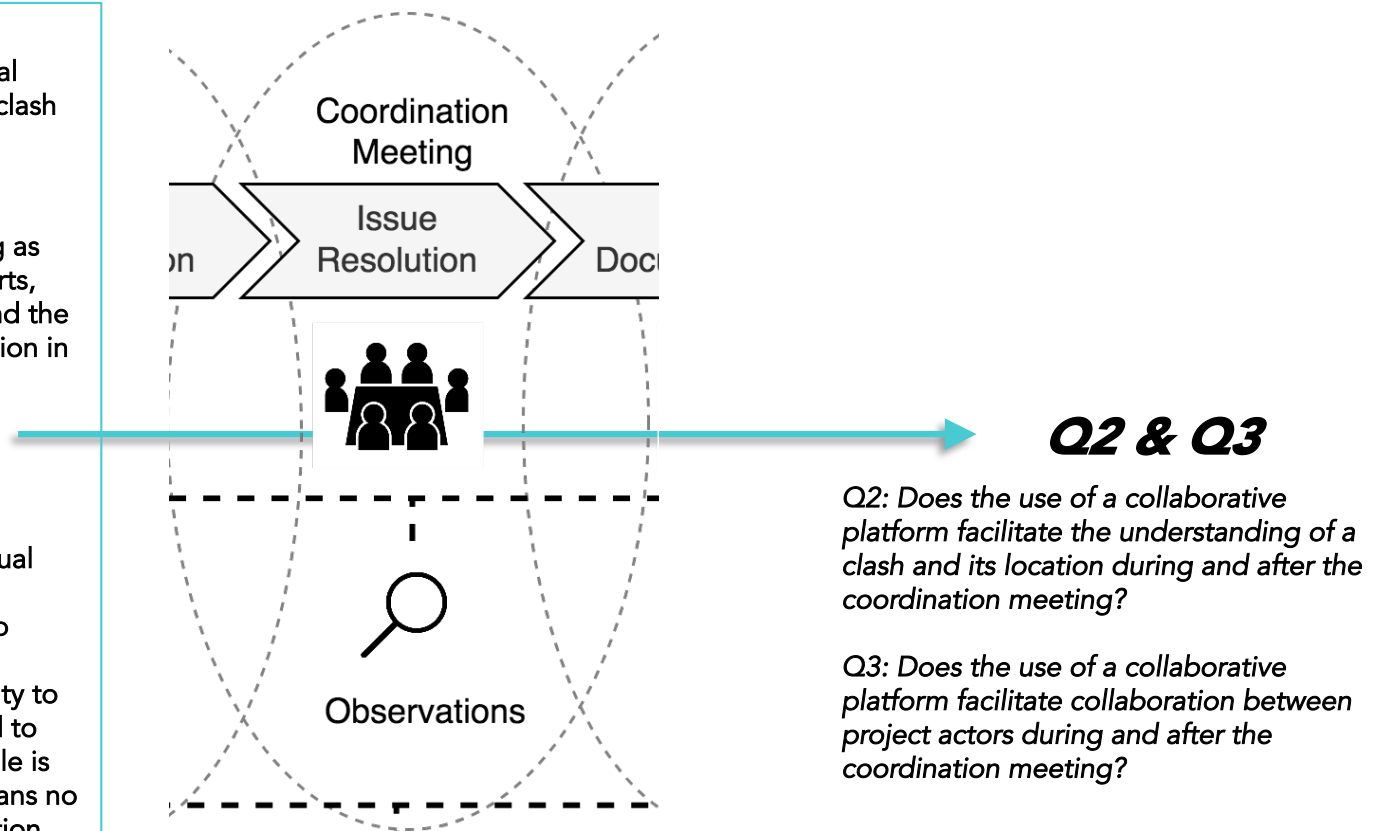 al
clash
g as
rts,
nd the
ion in
ual
o
ty to
l to
le is
ans no
tion
Coordination
Meeting
Issue
Resolution
on
Docu
Observations
Q2 & Q3
Q2: Does the use of a collaborative
platform facilitate the understanding of a
clash and its location during and after the
coordination meeting?
Q3: Does the use of a collaborative
platform facilitate collaboration between
project actors during and after the
coordination meeting?